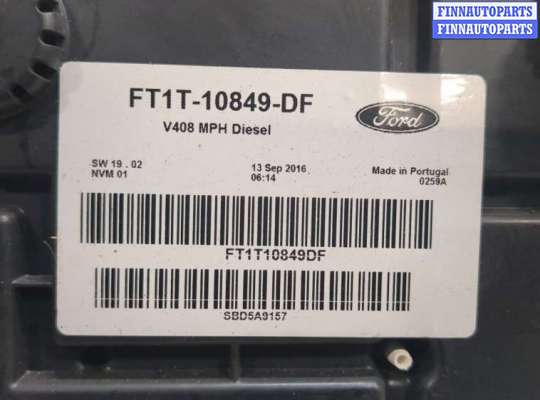 FINNAUTOPARTS
FINNAUTOPARTS
FT1T-10849-DF
Ford
V408 MPH Diesel
SW 19 . 02
NVM 01
13 Sep 2016
06:14
Made in Portugal
0259A
FT1T10849DF
SBD5A9157